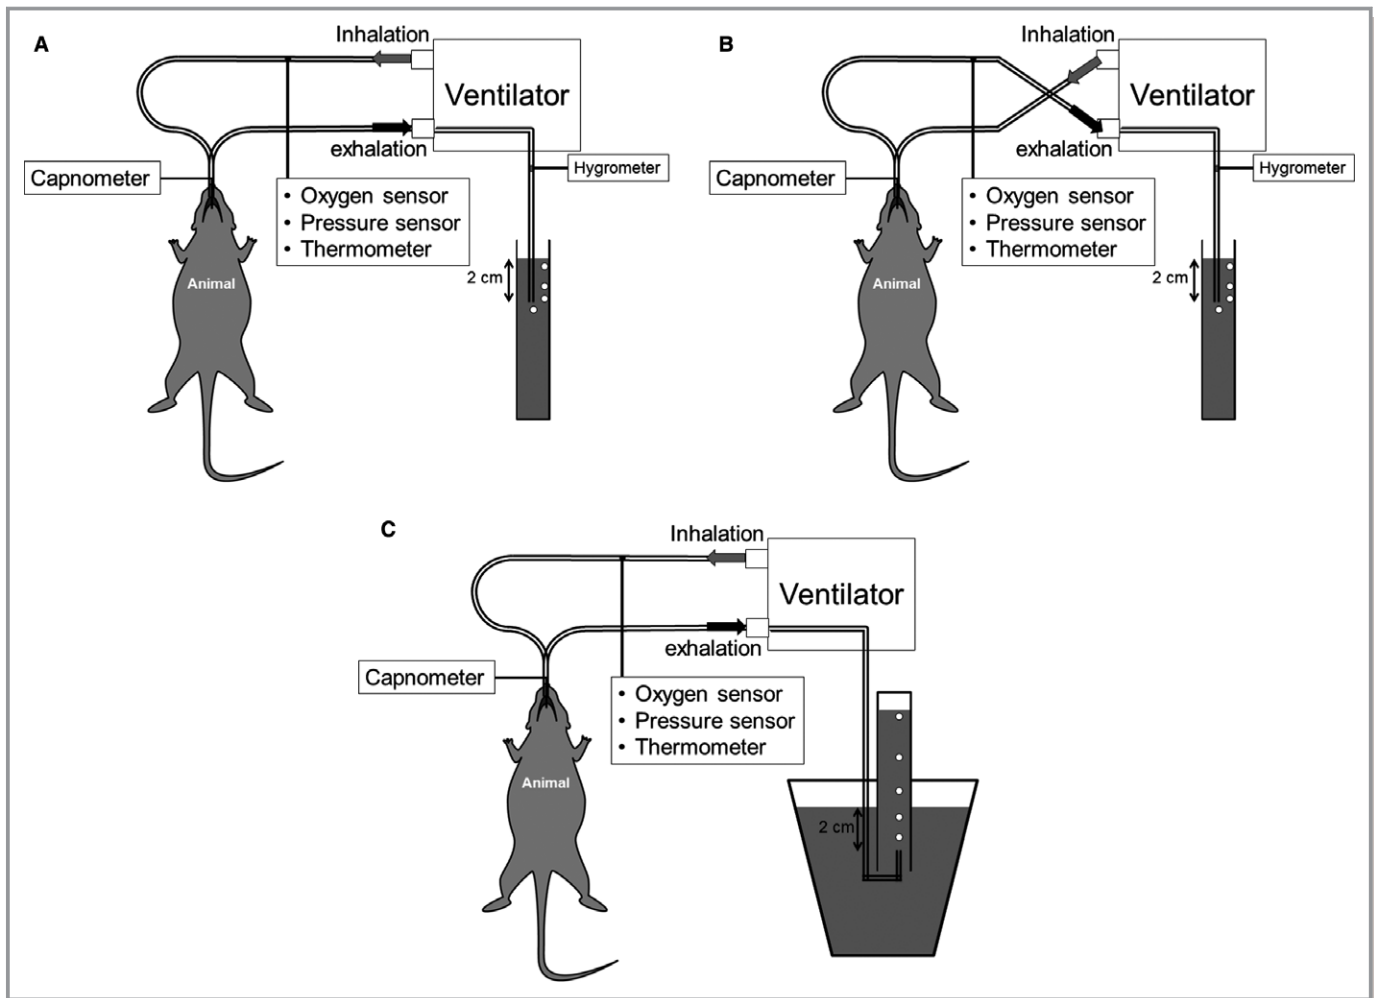 A
Inhalation
Ventilator
exhalation
Hygrometer
Capnometer
• Oxygen sensor
• Pressure sensor
• Thermometer
2 cm
Animal
B
Inhalation
Ventilator
exhalation
Hygrometer
Capnometer
• Oxygen sensor
• Pressure sensor
• Thermometer
2 cm
Animal
C
Inhalation
Ventilator
exhalation
Capnometer
• Oxygen sensor
• Pressure sensor
• Thermometer
Animal
2 cm